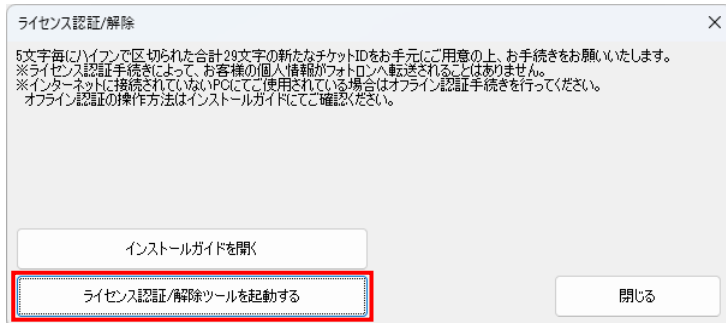 ライセンス認証/解除
5文字毎にハイフンで区切られた合計29文字の新たなチケットIDをお手元にご用意の上、お手続きをお願いいたします。
※ライセンス認証手続きによって、お客様の個人情報がフォトロンへ転送されることはありません。
※インターネットに接続されていないPCにてご使用されている場合はオフライン認証手続きを行ってください。
オフライン認証の操作方法はインストールガイドにてご確認ください。
インストールガイドを開く
ライセンス認証/解除ツールを起動する
閉じる